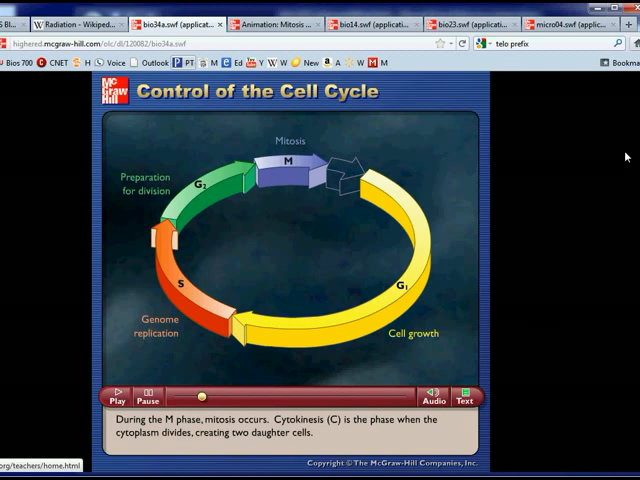 Radiation - Wikiped...
bio34a.swf (applicat...
Animation: Mitosis ...
bio14.swf (applicati...
bio23.swf (applicati...
micro04.swf (applic...
highered.mcgraw-hill.com/olc/dl/120082/bio34a.swf
telo prefix
Bios 700
CNET
H
Voice
Outlook
PT
M
Ed
Y
W
New
A
W
M
Bookma
Mc
Graw
Hill
Control of the Cell Cycle
Mitosis
M
Preparation
for division
G2
S
G1
Genome
replication
Cell growth
Play
Pause
Audio
Text
During the M phase, mitosis occurs. Cytokinesis (C) is the phase when the
cytoplasm divides, creating two daughter cells.
org/teachers/home.html
Copyright © The McGraw-Hill Companies, Inc.